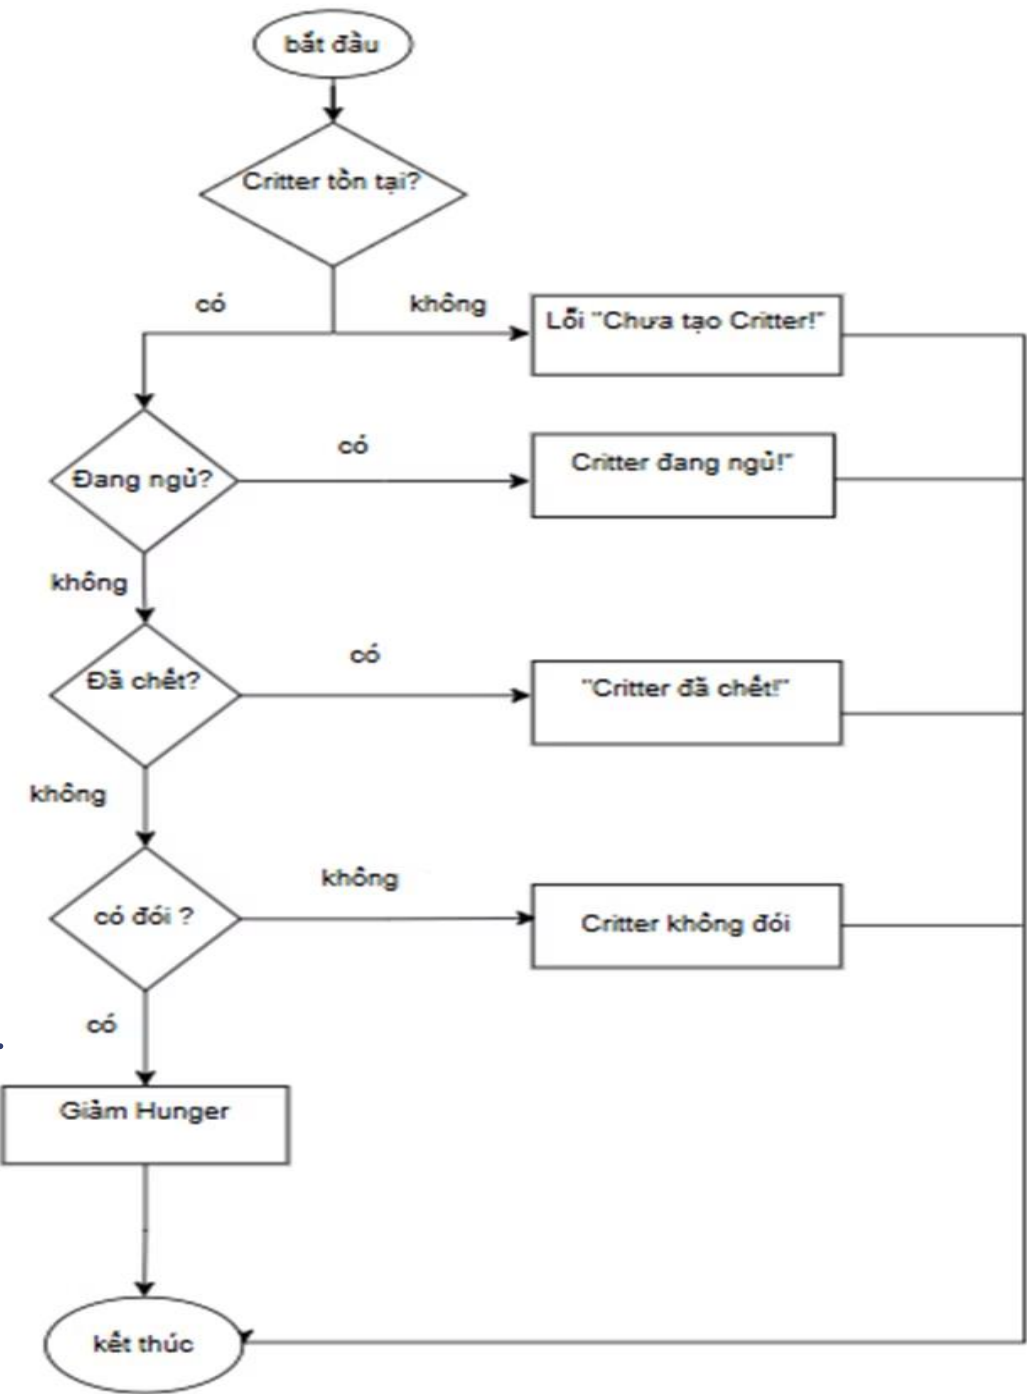 bắt đầu
Critter tồn tại?
có
không
Lỗi "Chưa tạo Critter!"
Đang ngủ?
có
Critter đang ngủ!"
không
Đã chết?
có
"Critter đã chết!"
không
có đói ?
không
Critter không đói
có
Giảm Hunger
kết thúc